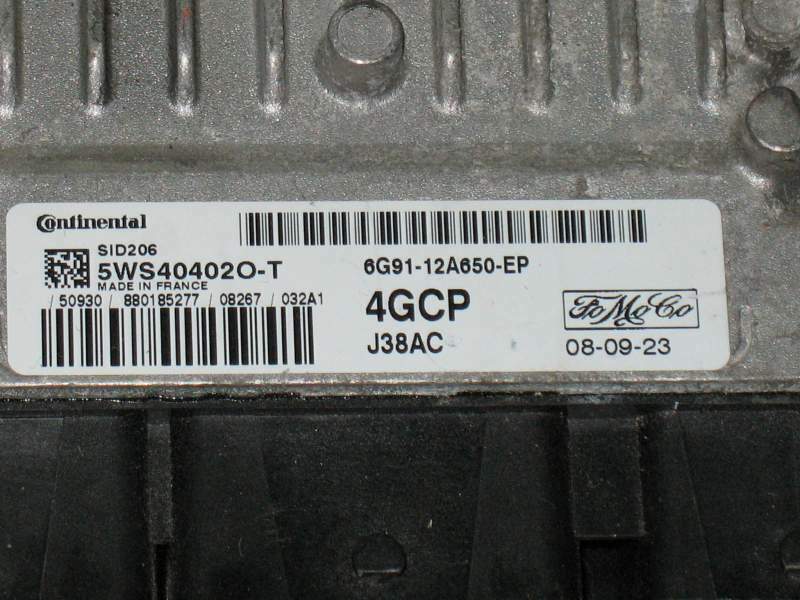 Continental
SID206
5WS40402O-T
MADE IN FRANCE
/ 50930 / 880185277 / 08267 / 032A1
6G91-12A650-EP
4GCP
J38AC
FoMoCo
08-09-23